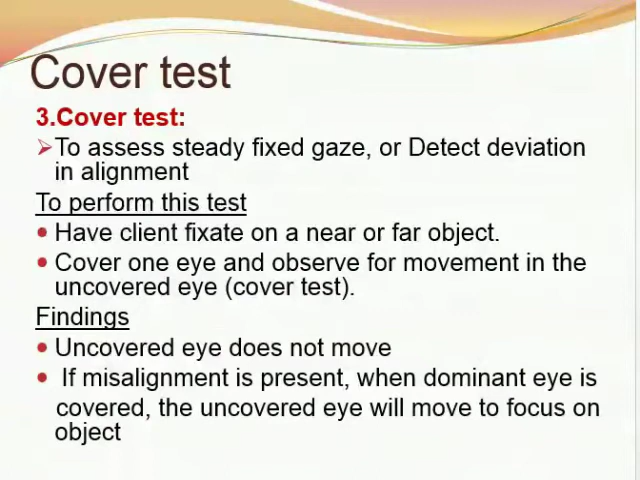 Cover test
3.Cover test:
➢To assess steady fixed gaze, or Detect deviation
in alignment
To perform this test
• Have client fixate on a near or far object.
• Cover one eye and observe for movement in the
uncovered eye (cover test).
Findings
• Uncovered eye does not move
• If misalignment is present, when dominant eye is
covered, the uncovered eye will move to focus on
object